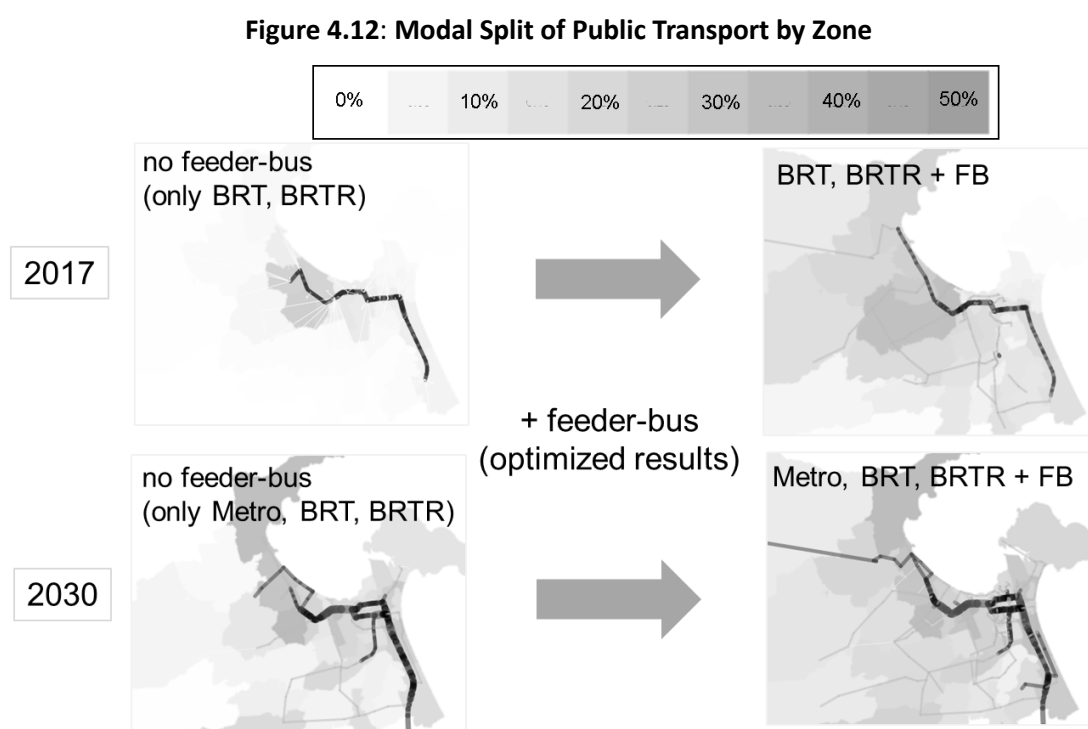 Figure 4.12: Modal Split of Public Transport by Zone
0% 10% 20% 30% 40% 50%
no feeder-bus
(only BRT, BRTR)
BRT, BRTR + FB
2017
+ feeder-bus
(optimized results)
no feeder-bus
(only Metro, BRT, BRTR)
Metro, BRT, BRTR + FB
2030